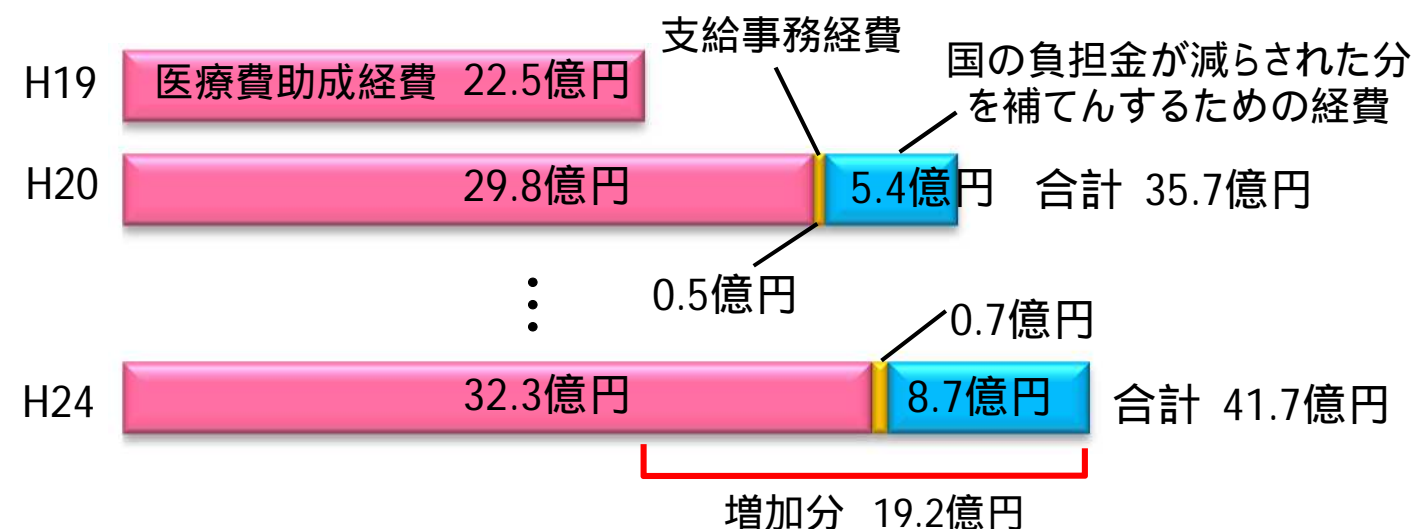 支給事務経費
国の負担金が減らされた分
を補てんするための経費
H19 医療費助成経費 22.5億円
H20 29.8億円 5.4億円 合計 35.7億円
0.5億円
0.7億円
H24 32.3億円 8.7億円 合計 41.7億円
増加分 19.2億円